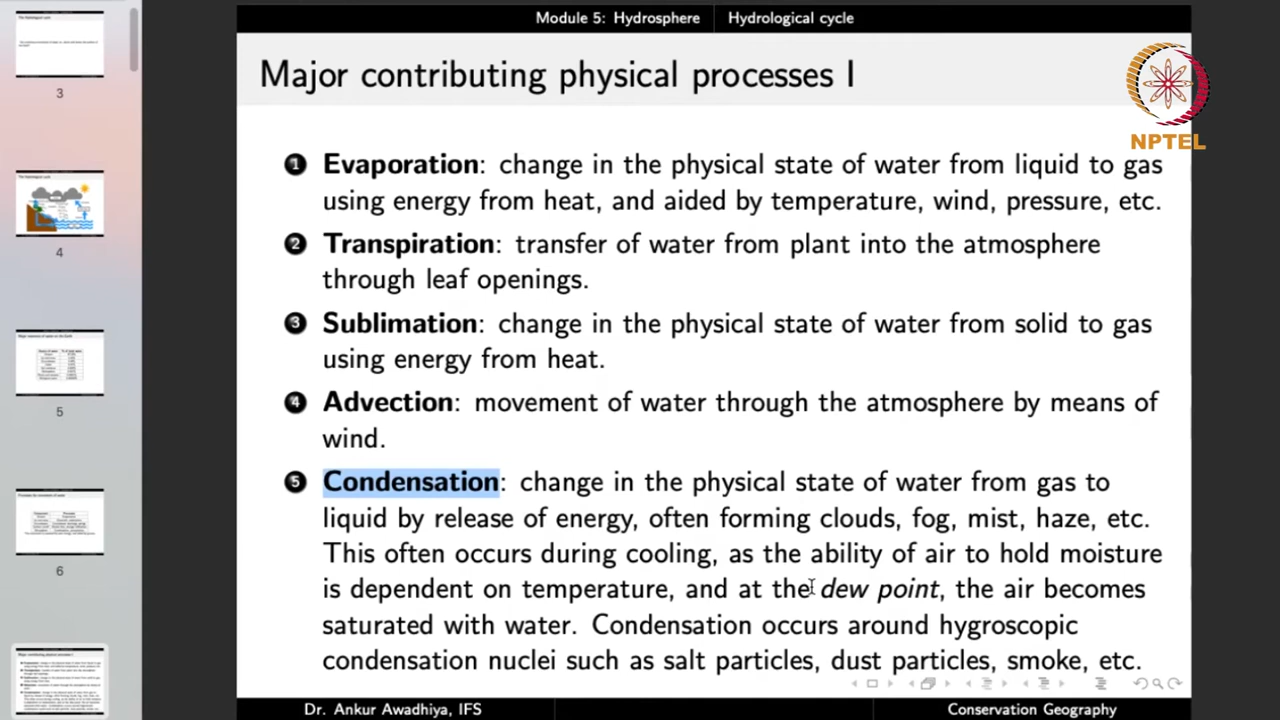 Module 5: Hydrosphere Hydrological cycle
Major contributing physical processes I
NPTEL
1 Evaporation: change in the physical state of water from liquid to gas
using energy from heat, and aided by temperature, wind, pressure, etc.
2 Transpiration: transfer of water from plant into the atmosphere
through leaf openings.
3 Sublimation: change in the physical state of water from solid to gas
using energy from heat.
4 Advection: movement of water through the atmosphere by means of
wind.
5 Condensation: change in the physical state of water from gas to
liquid by release of energy, often forming clouds, fog, mist, haze, etc.
This often occurs during cooling, as the ability of air to hold moisture
is dependent on temperature, and at the dew point, the air becomes
saturated with water. Condensation occurs around hygroscopic
condensation nuclei such as salt particles, dust particles, smoke, etc.
Dr. Ankur Awadhiya, IFS Conservation Geography
3
4
5
6